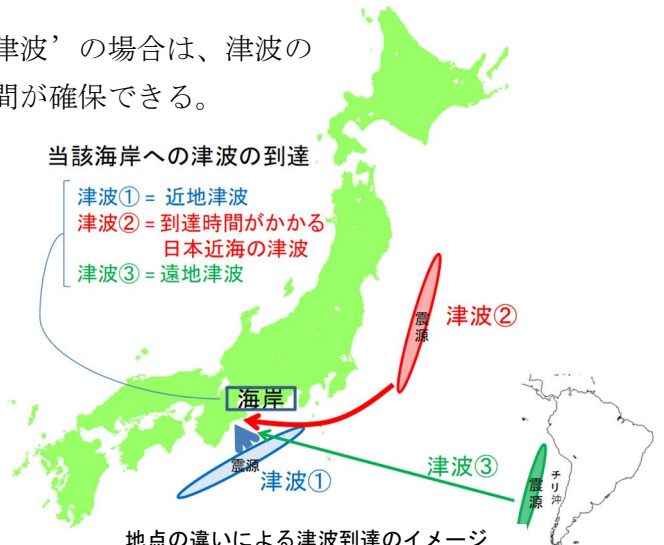 津波’の場合は、津波の
間が確保できる。
当該海岸への津波の到達
津波①= 近地津波
津波②=到達時間がかかる
日本近海の津波
津波③=遠地津波
震源
津波②
海岸
震源
津波①
津波③
震源
チリ沖
地点の違いによる津波到達のイメージ